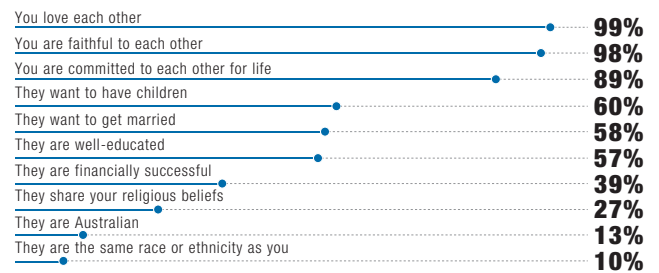 You love each other
99%
You are faithful to each other
98%
You are committed to each other for life
89%
They want to have children
60%
They want to get married
58%
They are well-educated
57%
They are financially successful
39%
They share your religious beliefs
27%
They are Australian
13%
They are the same race or ethnicity as you
10%